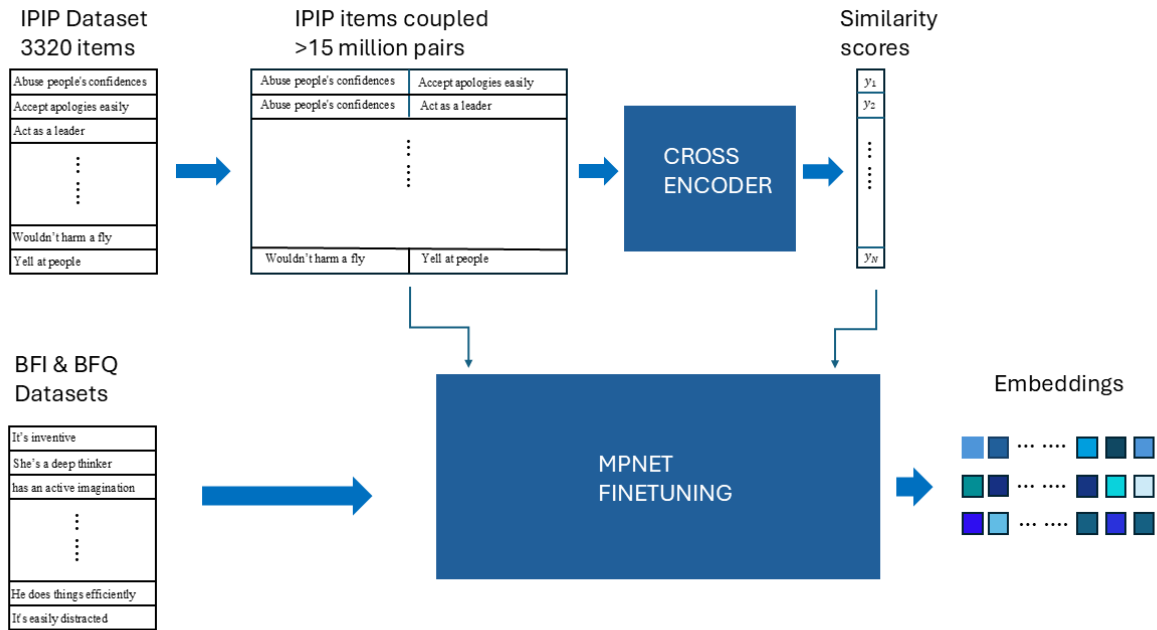 IPIP Dataset
3320 items
Abuse people's confidences
Accept apologies easily
Act as a leader
Wouldn't harm a fly
Yell at people
IPIP items coupled
>15 million pairs
Abuse people's confidences Accept apologies easily
Abuse people's confidences Act as a leader
Wouldn't harm a fly Yell at people
CROSS
ENCODER
Similarity
scores
y1
y2
yN
BFI & BFQ
Datasets
It's inventive
She's a deep thinker
has an active imagination
He does things efficiently
It's easily distracted
MPNET
FINETUNING
Embeddings